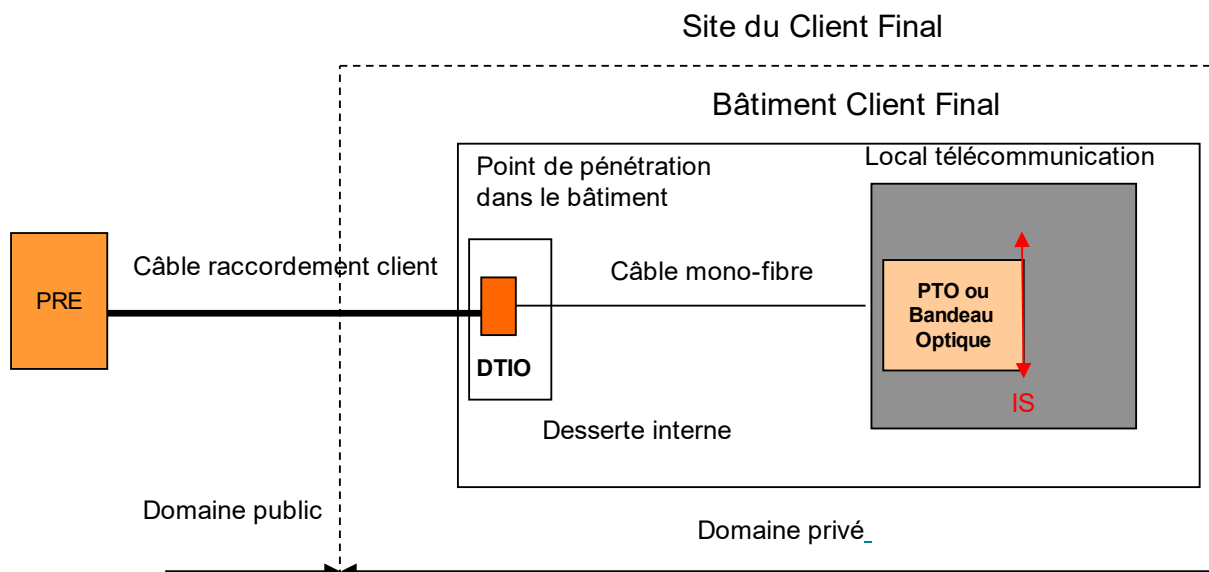 Site du Client Final
Bâtiment Client Final
Point de pénétration
dans le bâtiment
Local télécommunication
Câble raccordement client
Câble mono-fibre
PRE
PTO ou
Bandeau
Optique
DTIO
IS
Desserte interne
Domaine public
Domaine privé